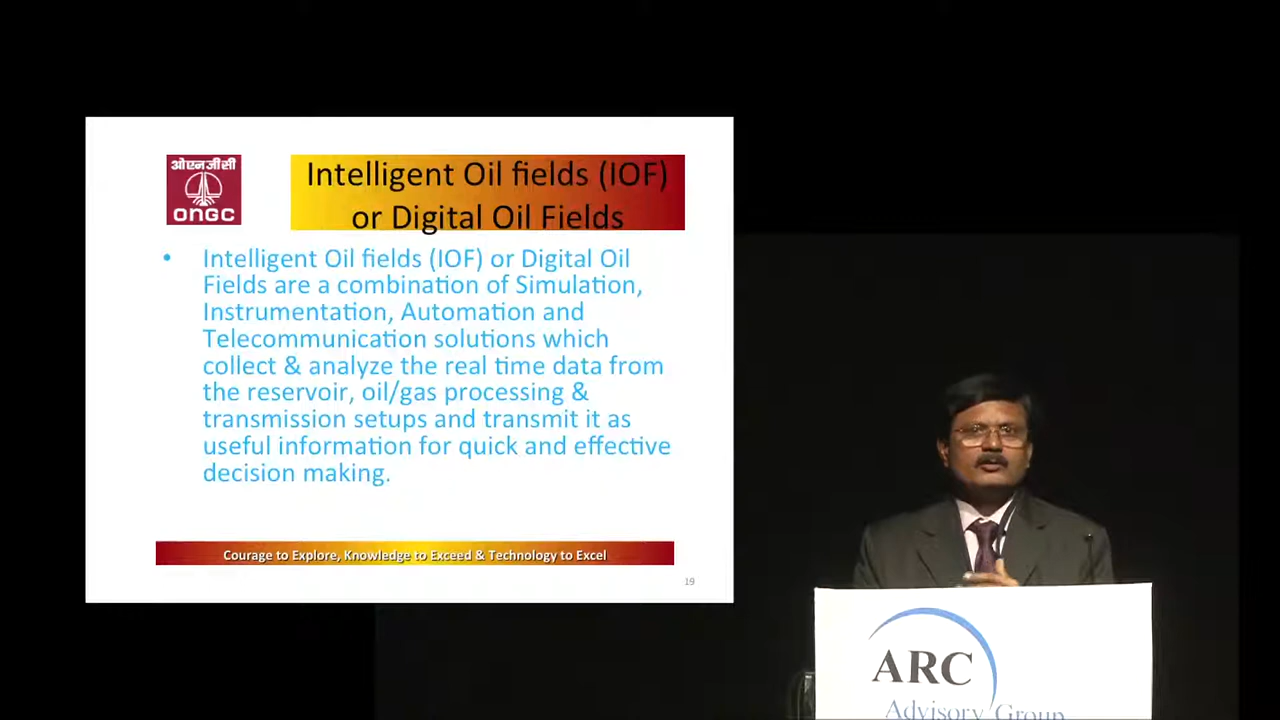 ओएनजीसी
ONGC
Intelligent Oil fields (IOF)
or Digital Oil Fields
• Intelligent Oil fields (IOF) or Digital Oil
Fields are a combination of Simulation,
Instrumentation, Automation and
Telecommunication solutions which
collect & analyze the real time data from
the reservoir, oil/gas processing &
transmission setups and transmit it as
useful information for quick and effective
decision making.
Courage to Explore, Knowledge to Exceed & Technology to Excel
19
ARC
Advisory Group